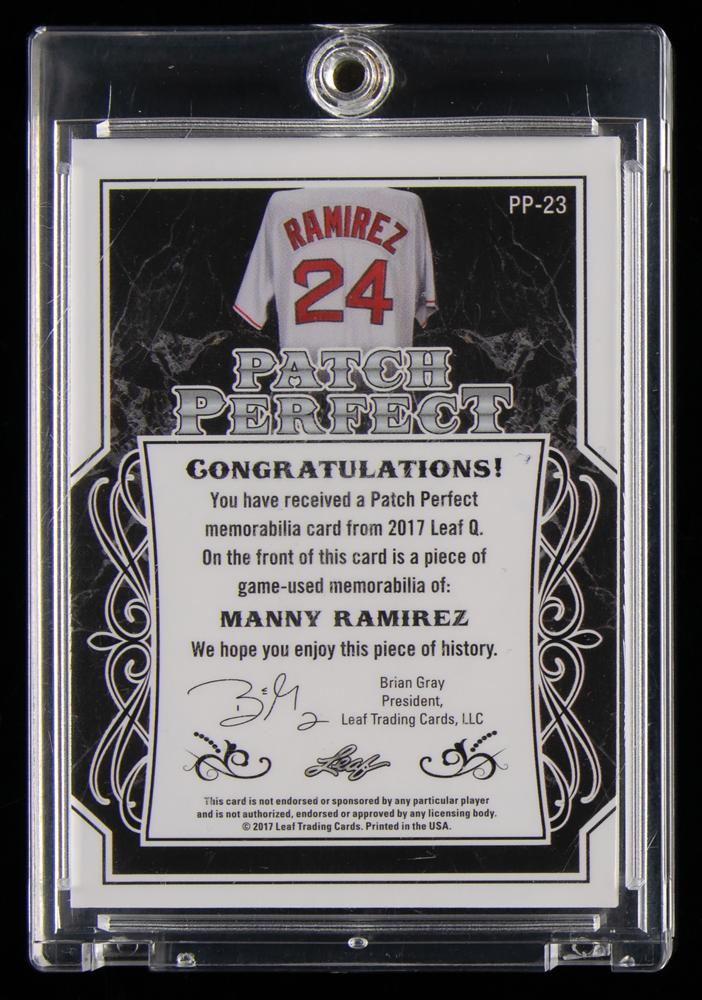 PP-23
RAMIREZ
24
PATCH
PERFECT
CONGRATULATIONS!
You have received a Patch Perfect
memorabilia card from 2017 Leaf Q.
On the front of this card is a piece of
game-used memorabilia of:
MANNY RAMIREZ
We hope you enjoy this piece of history.
Brian Gray
President,
Leaf Trading Cards, LLC
Leaf
This card is not endorsed or sponsored by any particular player
and is not authorized, endorsed or approved by any licensing body.
© 2017 Leaf Trading Cards. Printed in the USA.